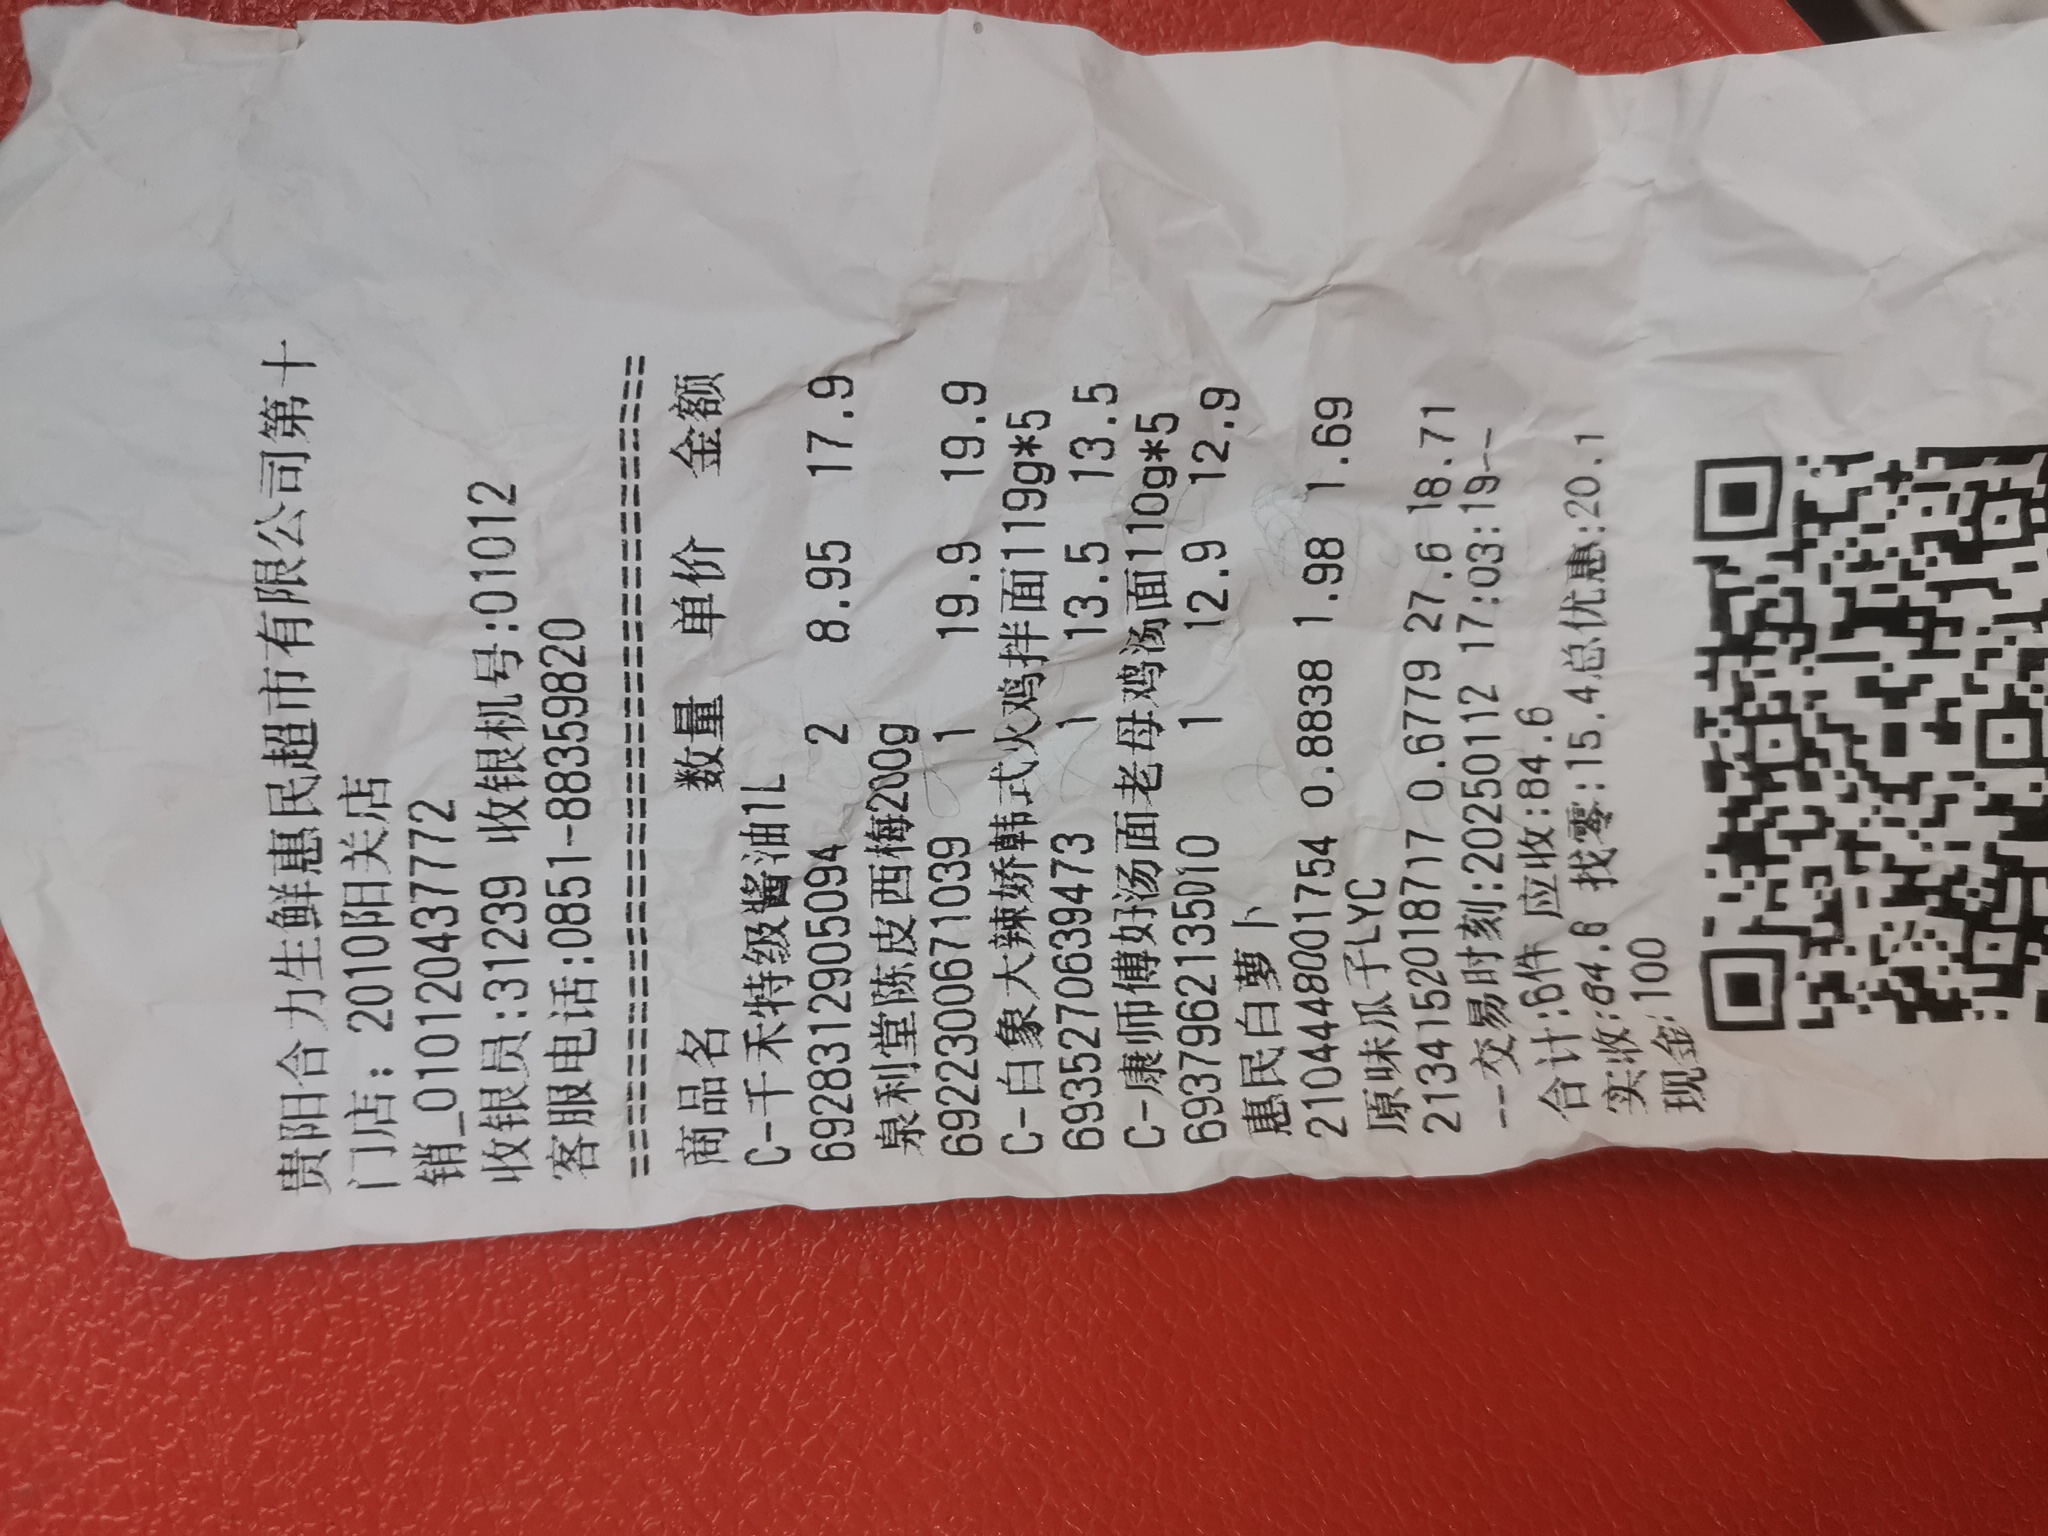 贵阳合力生鲜惠民超市有限公司第十
门店：2010阳关店
销_010120437772
收银员:31239 收银机号:01012
客服电话:0851-88359820
========================================
商品名 数量 单价 金额
C-千禾特级酱油1L
6928312905094 2 8.95 17.9
泉利堂陈皮西梅200g
6922300671039 1 19.9 19.9
C-白象大辣娇韩式火鸡拌面119g*5
6935270639473 1 13.5 13.5
C-康师傅好汤面老母鸡汤面110g*5
6937962135010 1 12.9 12.9
惠民白萝卜
2104448001754 0.8838 1.98 1.69
原味瓜子LYC
2134152018717 0.6779 27.6 18.71
--交易时刻:20250112 17:03:19--
合计:6件 应收:84.6
实收:84.6 找零:15.4总优惠:20.1
现金:100